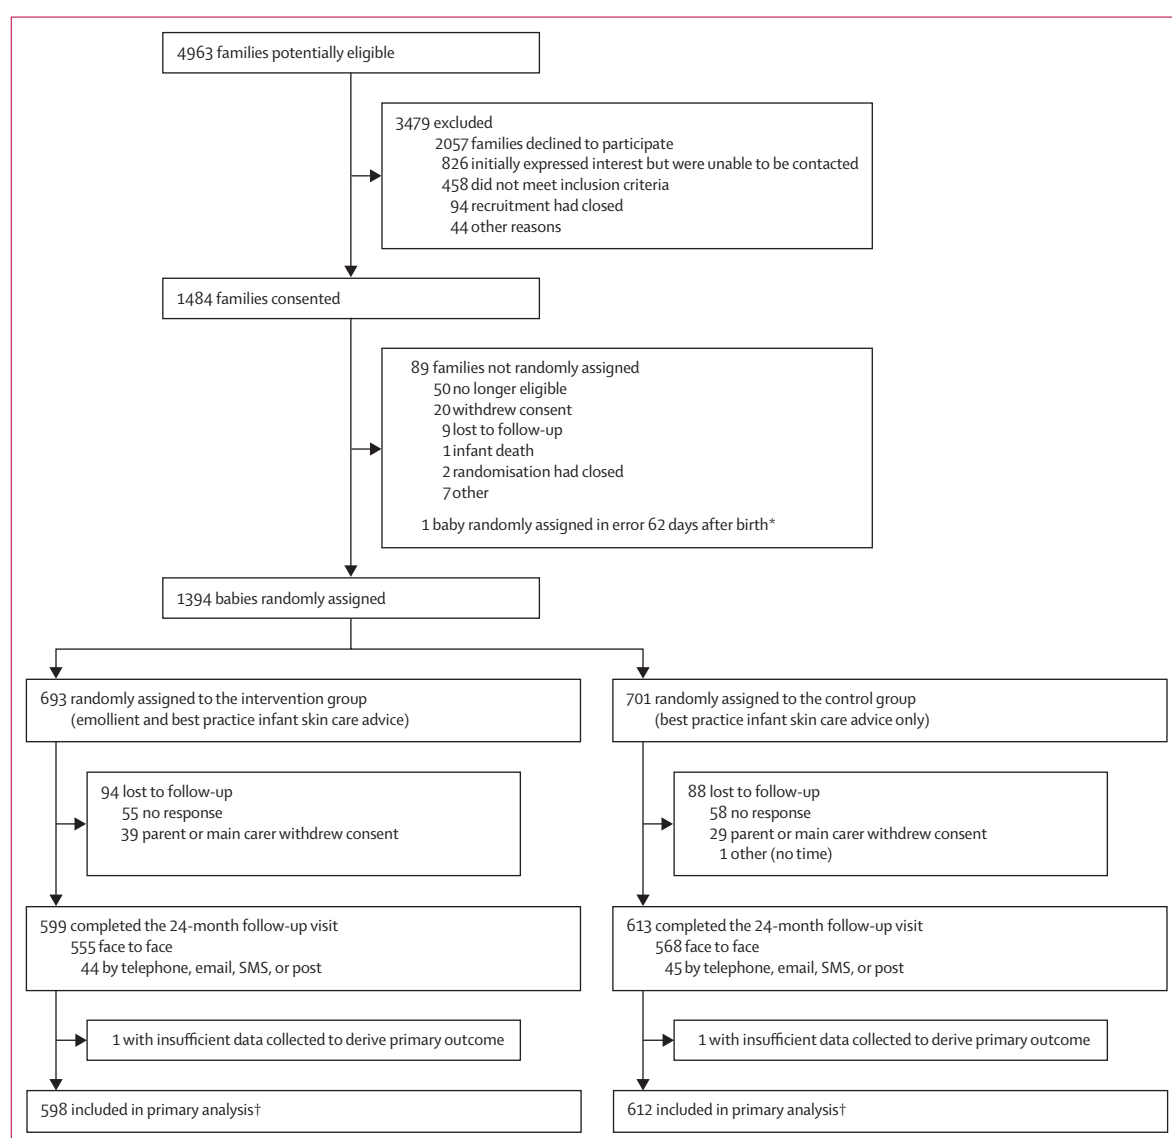 4963 families potentially eligible
3479 excluded
2057 families declined to participate
826 initially expressed interest but were unable to be contacted
458 did not meet inclusion criteria
94 recruitment had closed
44 other reasons
1484 families consented
89 families not randomly assigned
50 no longer eligible
20 withdrew consent
9 lost to follow-up
1 infant death
2 randomisation had closed
7 other
1 baby randomly assigned in error 62 days after birth*
1394 babies randomly assigned
693 randomly assigned to the intervention group
(emollient and best practice infant skin care advice)
701 randomly assigned to the control group
(best practice infant skin care advice only)
94 lost to follow-up
55 no response
39 parent or main carer withdrew consent
88 lost to follow-up
58 no response
29 parent or main carer withdrew consent
1 other (no time)
599 completed the 24-month follow-up visit
555 face to face
44 by telephone, email, SMS, or post
613 completed the 24-month follow-up visit
568 face to face
45 by telephone, email, SMS, or post
1 with insufficient data collected to derive primary outcome
1 with insufficient data collected to derive primary outcome
598 included in primary analysis†
612 included in primary analysis†